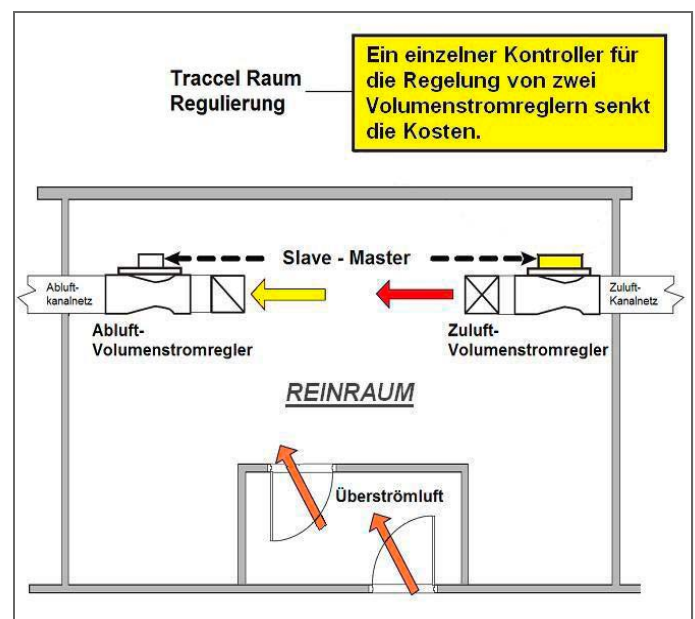 Traccel Raum
Regulierung
Ein einzelner Kontroller für
die Regelung von zwei
Volumenstromreglern senkt
die Kosten.
Slave - Master
Abluft-
kanalnetz
Zuluft-
Kanalnetz
Abluft-
Volumenstromregler
Zuluft-
Volumenstromregler
REINRAUM
Überströmluft